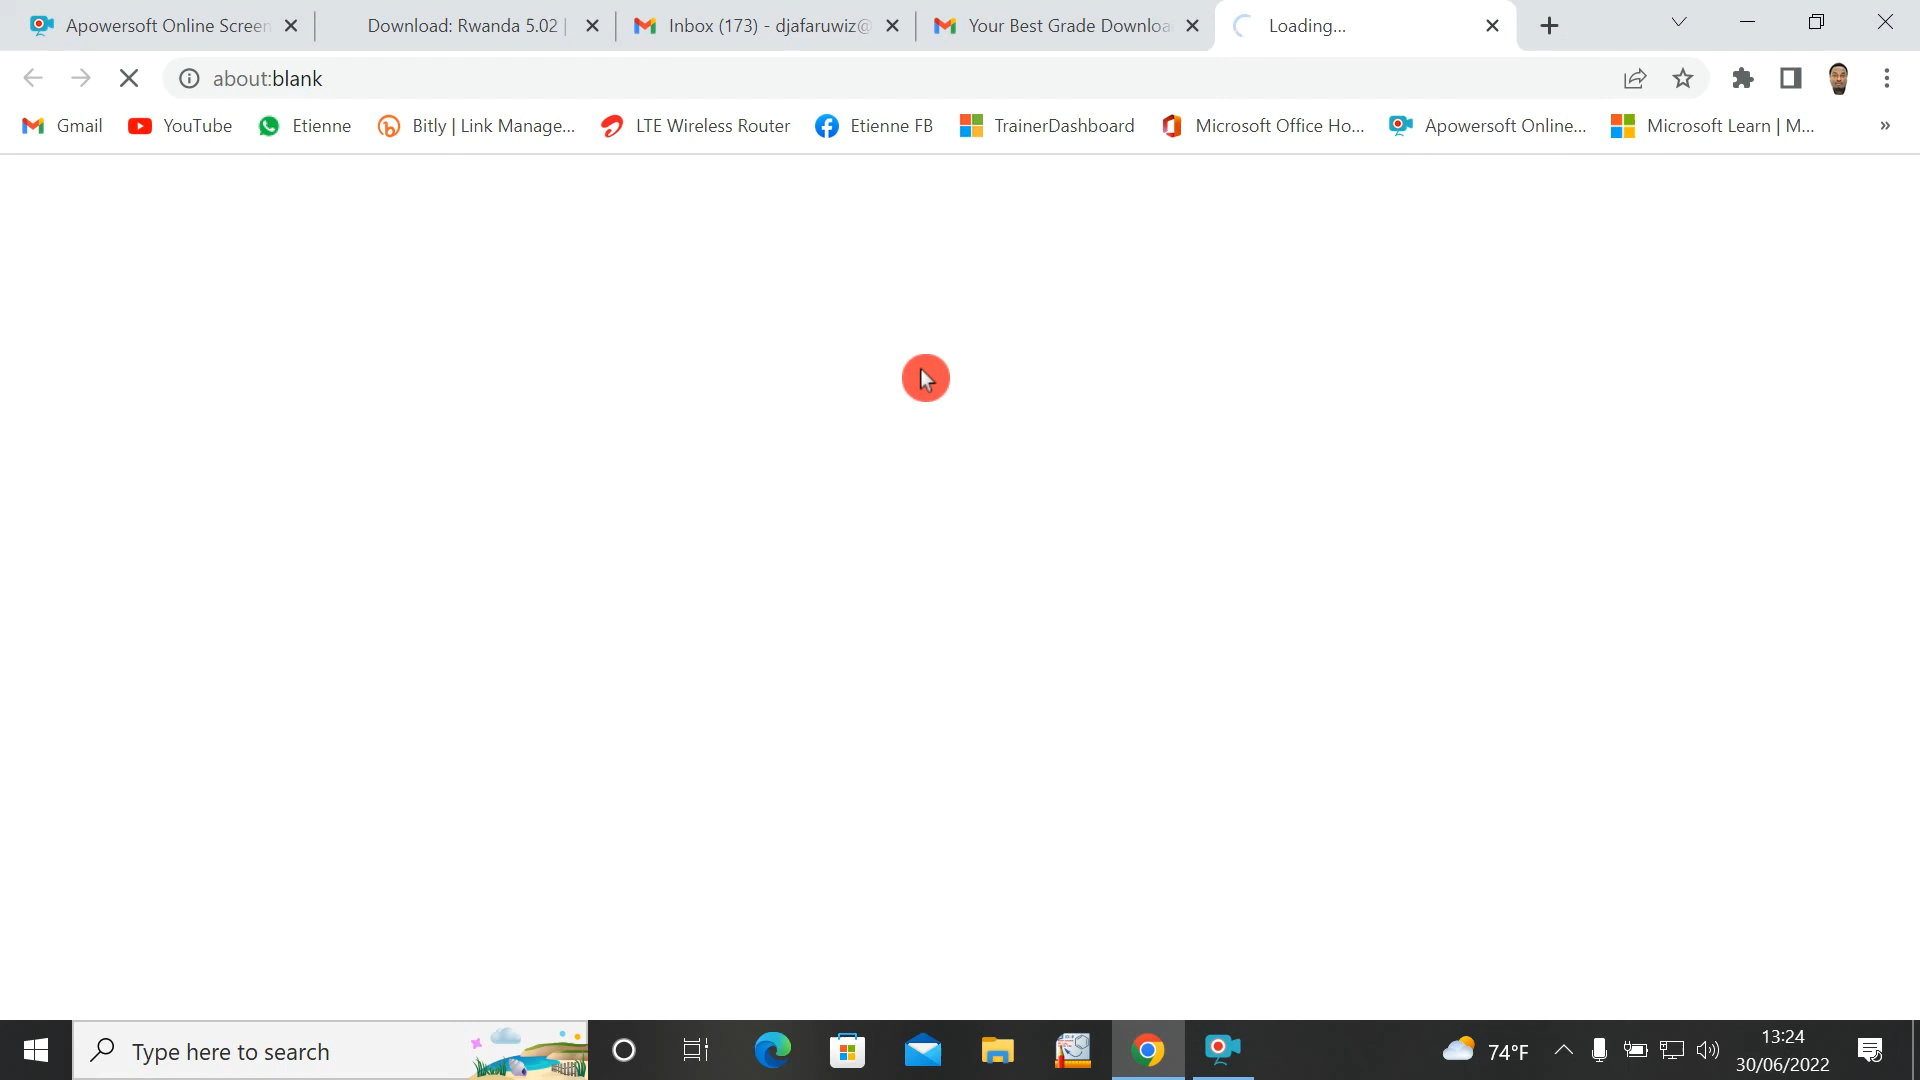 Apowersoft Online Screen
Download: Rwanda 5.02 |
Inbox (173) - djafaruwiz@
Your Best Grade Downloa
Loading...
about:blank
Gmail
YouTube
Etienne
Bitly | Link Manage...
LTE Wireless Router
Etienne FB
TrainerDashboard
Microsoft Office Ho...
Apowersoft Online...
Microsoft Learn | M...
»
Type here to search
74°F
13:24
30/06/2022